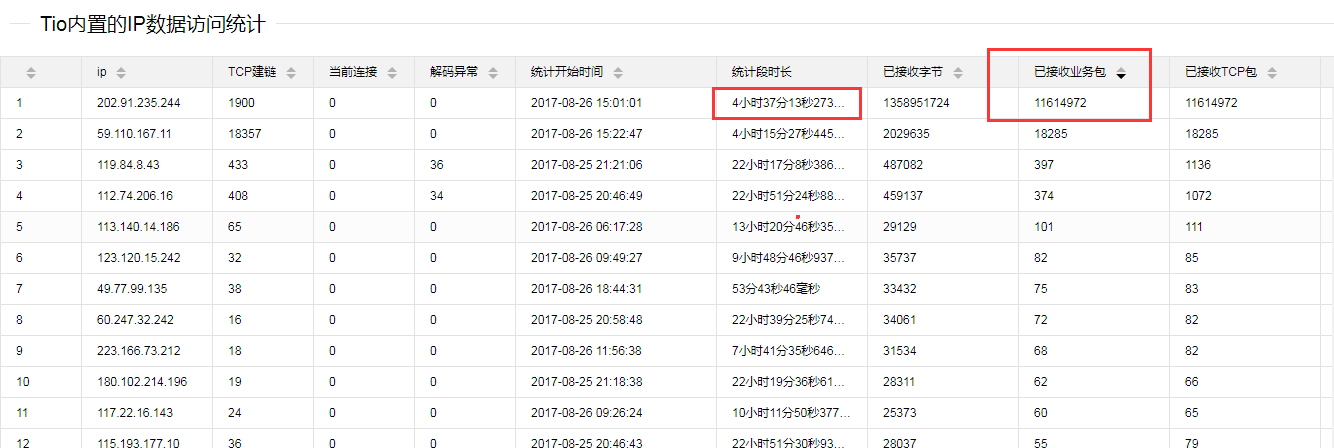 Tio内置的IP数据访问统计
ip TCP建链 当前连接 解码异常 统计开始时间 统计段时长 已接收字节 已接收业务包 已接收TCP包
1 202.91.235.244 1900 0 0 2017-08-26 15:01:01 4小时37分13秒273... 1358951724 11614972 11614972
2 59.110.167.11 18357 0 0 2017-08-26 15:22:47 4小时15分27秒445... 2029635 18285 18285
3 119.84.8.43 433 0 36 2017-08-25 21:21:06 22小时17分8秒386... 487082 397 1136
4 112.74.206.16 408 0 34 2017-08-25 20:46:49 22小时51分24秒88... 459137 374 1072
5 113.140.14.186 65 0 0 2017-08-26 06:17:28 13小时20分46秒35... 29129 101 111
6 123.120.15.242 32 0 0 2017-08-26 09:49:27 9小时48分46秒937... 35737 82 85
7 49.77.99.135 38 0 0 2017-08-26 18:44:31 53分43秒46毫秒 33432 75 83
8 60.247.32.242 16 0 0 2017-08-25 20:58:48 22小时39分25秒74... 34061 72 82
9 223.166.73.212 18 0 0 2017-08-26 11:56:38 7小时41分35秒646... 31534 68 82
10 180.102.214.196 19 0 0 2017-08-25 21:18:38 22小时19分36秒61... 28311 62 66
11 117.22.16.143 24 0 0 2017-08-26 09:26:24 10小时11分50秒377... 25373 60 65
12 115.193.177.10 36 0 0 2017-08-25 20:46:43 22小时51分30秒93... 28037 55 79